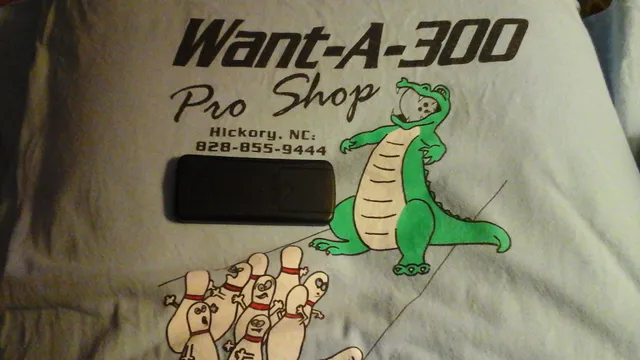 Want-A-300
Pro Shop
Hickory, NC:
828-855-9444